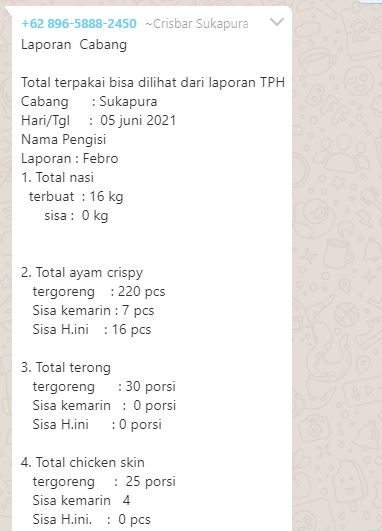 +62 896-5888-2450 ~Crisbar Sukapura
Laporan Cabang
Total terpakai bisa dilihat dari laporan TPH
Cabang : Sukapura
Hari/Tgl : 05 juni 2021
Nama Pengisi
Laporan : Febro
1. Total nasi
terbuat : 16 kg
sisa : 0 kg
2. Total ayam crispy
tergoreng : 220 pcs
Sisa kemarin : 7 pcs
Sisa H.ini : 16 pcs
3. Total terong
tergoreng : 30 porsi
Sisa kemarin : 0 porsi
Sisa H.ini : 0 porsi
4. Total chicken skin
tergoreng : 25 porsi
Sisa kemarin 4
Sisa H.ini. : 0 pcs